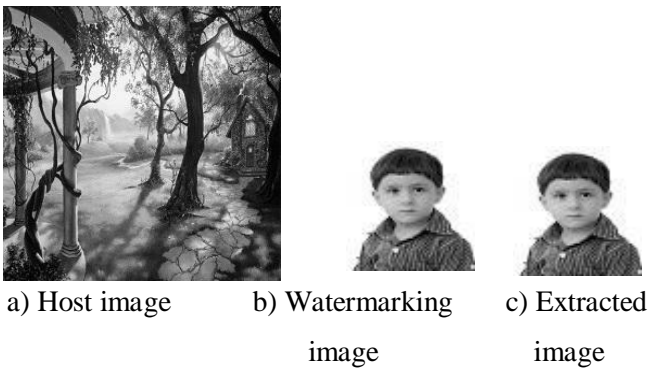 a) Host image
b) Watermarking
image
c) Extracted
image